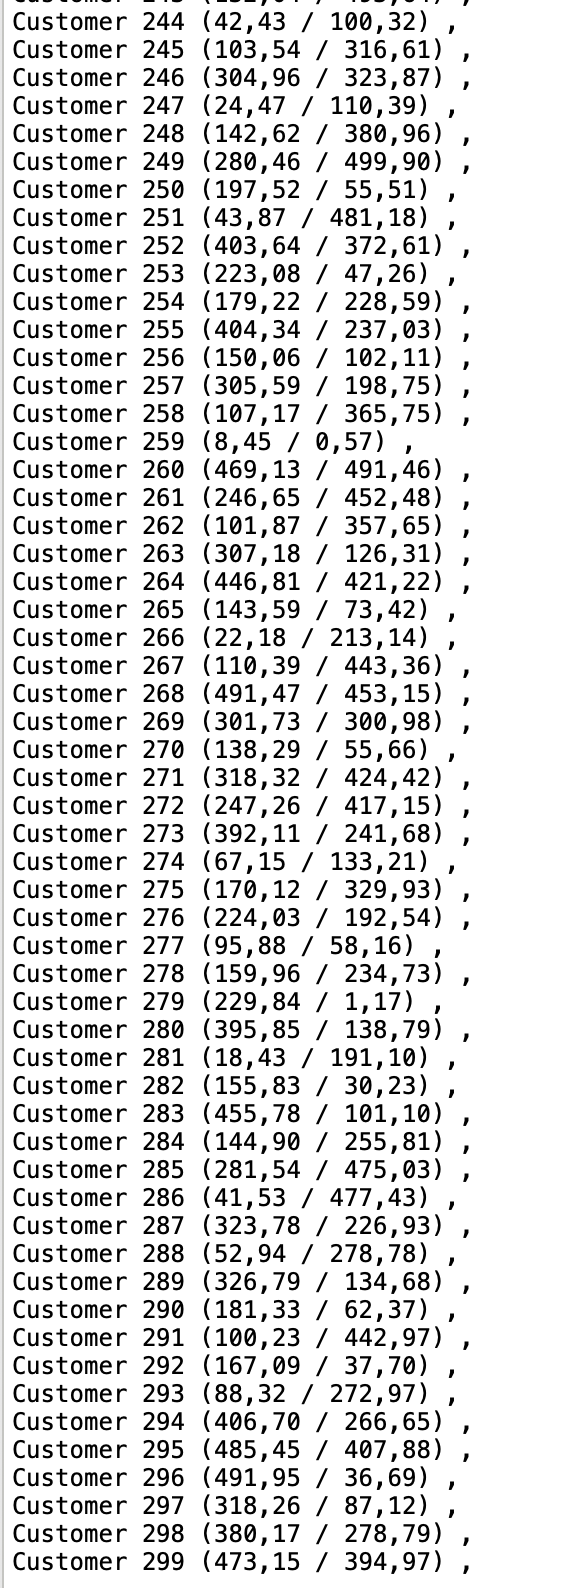 Customer 244 (42,43 / 100,32) ,
Customer 245 (103,54 / 316,61) ,
Customer 246 (304,96 / 323,87) ,
Customer 247 (24,47 / 110,39) ,
Customer 248 (142,62 / 380,96) ,
Customer 249 (280,46 / 499,90) ,
Customer 250 (197,52 / 55,51) ,
Customer 251 (43,87 / 481,18) ,
Customer 252 (403,64 / 372,61) ,
Customer 253 (223,08 / 47,26) ,
Customer 254 (179,22 / 228,59) ,
Customer 255 (404,34 / 237,03) ,
Customer 256 (150,06 / 102,11) ,
Customer 257 (305,59 / 198,75) ,
Customer 258 (107,17 / 365,75) ,
Customer 259 (8,45 / 0,57) ,
Customer 260 (469,13 / 491,46) ,
Customer 261 (246,65 / 452,48) ,
Customer 262 (101,87 / 357,65) ,
Customer 263 (307,18 / 126,31) ,
Customer 264 (446,81 / 421,22) ,
Customer 265 (143,59 / 73,42) ,
Customer 266 (22,18 / 213,14) ,
Customer 267 (110,39 / 443,36) ,
Customer 268 (491,47 / 453,15) ,
Customer 269 (301,73 / 300,98) ,
Customer 270 (138,29 / 55,66) ,
Customer 271 (318,32 / 424,42) ,
Customer 272 (247,26 / 417,15) ,
Customer 273 (392,11 / 241,68) ,
Customer 274 (67,15 / 133,21) ,
Customer 275 (170,12 / 329,93) ,
Customer 276 (224,03 / 192,54) ,
Customer 277 (95,88 / 58,16) ,
Customer 278 (159,96 / 234,73) ,
Customer 279 (229,84 / 1,17) ,
Customer 280 (395,85 / 138,79) ,
Customer 281 (18,43 / 191,10) ,
Customer 282 (155,83 / 30,23) ,
Customer 283 (455,78 / 101,10) ,
Customer 284 (144,90 / 255,81) ,
Customer 285 (281,54 / 475,03) ,
Customer 286 (41,53 / 477,43) ,
Customer 287 (323,78 / 226,93) ,
Customer 288 (52,94 / 278,78) ,
Customer 289 (326,79 / 134,68) ,
Customer 290 (181,33 / 62,37) ,
Customer 291 (100,23 / 442,97) ,
Customer 292 (167,09 / 37,70) ,
Customer 293 (88,32 / 272,97) ,
Customer 294 (406,70 / 266,65) ,
Customer 295 (485,45 / 407,88) ,
Customer 296 (491,95 / 36,69) ,
Customer 297 (318,26 / 87,12) ,
Customer 298 (380,17 / 278,79) ,
Customer 299 (473,15 / 394,97) ,